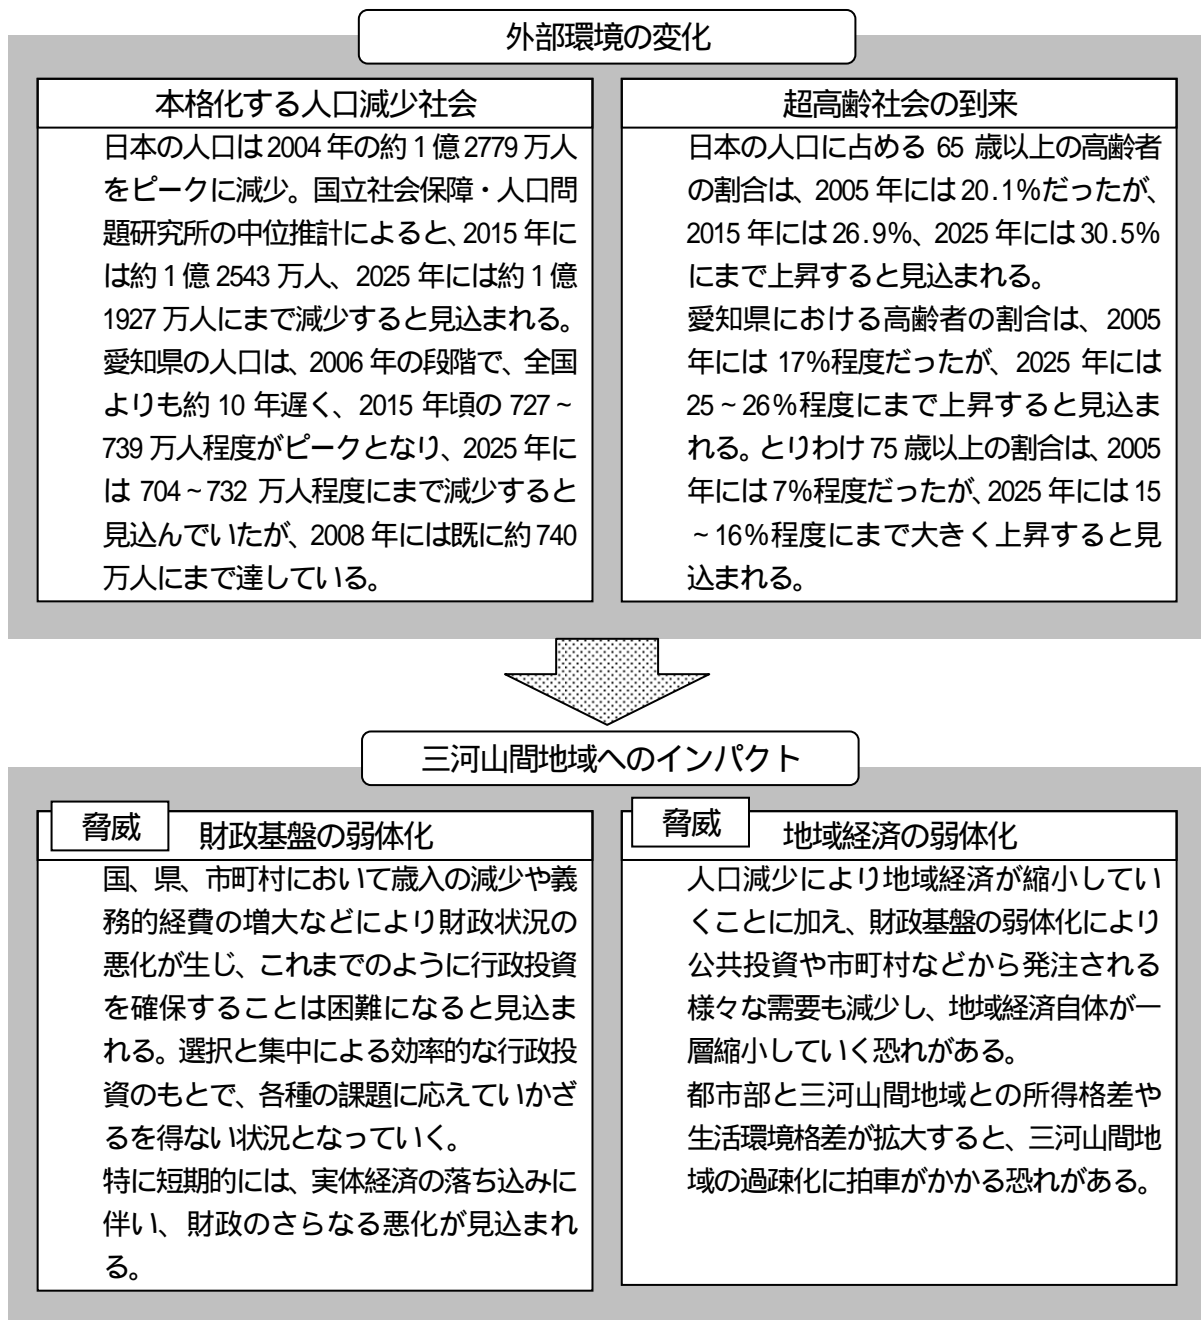 外部環境の変化
本格化する人口減少社会
日本の人口は2004年の約1億2779万人
をピークに減少。国立社会保障・人口問
題研究所の中位推計によると、2015年に
は約1億2543万人、2025年には約1億
1927万人にまで減少すると見込まれる。
愛知県の人口は、2006年の段階で、全国
よりも約10年遅く、2015年頃の727~
739万人程度がピークとなり、2025年に
は704~732万人程度にまで減少すると
見込んでいたが、2008年には既に約740
万人にまで達している。
超高齢社会の到来
日本の人口に占める65歳以上の高齢者
の割合は、2005年には20.1%だったが、
2015年には26.9%、2025年には30.5%
にまで上昇すると見込まれる。
愛知県における高齢者の割合は、2005
年には17%程度だったが、2025年には
25~26%程度にまで上昇すると見込ま
れる。とりわけ75歳以上の割合は、2005
年には7%程度だったが、2025年には15
~16%程度にまで大きく上昇すると見
込まれる。
三河山間地域へのインパクト
脅威
財政基盤の弱体化
国、県、市町村において歳入の減少や義
務的経費の増大などにより財政状況の
悪化が生じ、これまでのように行政投資
を確保することは困難になると見込ま
れる。選択と集中による効率的な行政投
資のもとで、各種の課題に応えていかざ
るを得ない状況となっていく。
特に短期的には、実体経済の落ち込みに
伴い、財政のさらなる悪化が見込まれ
る。
脅威
地域経済の弱体化
人口減少により地域経済が縮小してい
くことに加え、財政基盤の弱体化により
公共投資や市町村などから発注される
様々な需要も減少し、地域経済自体が一
層縮小していく恐れがある。
都市部と三河山間地域との所得格差や
生活環境格差が拡大すると、三河山間地
域の過疎化に拍車がかかる恐れがある。